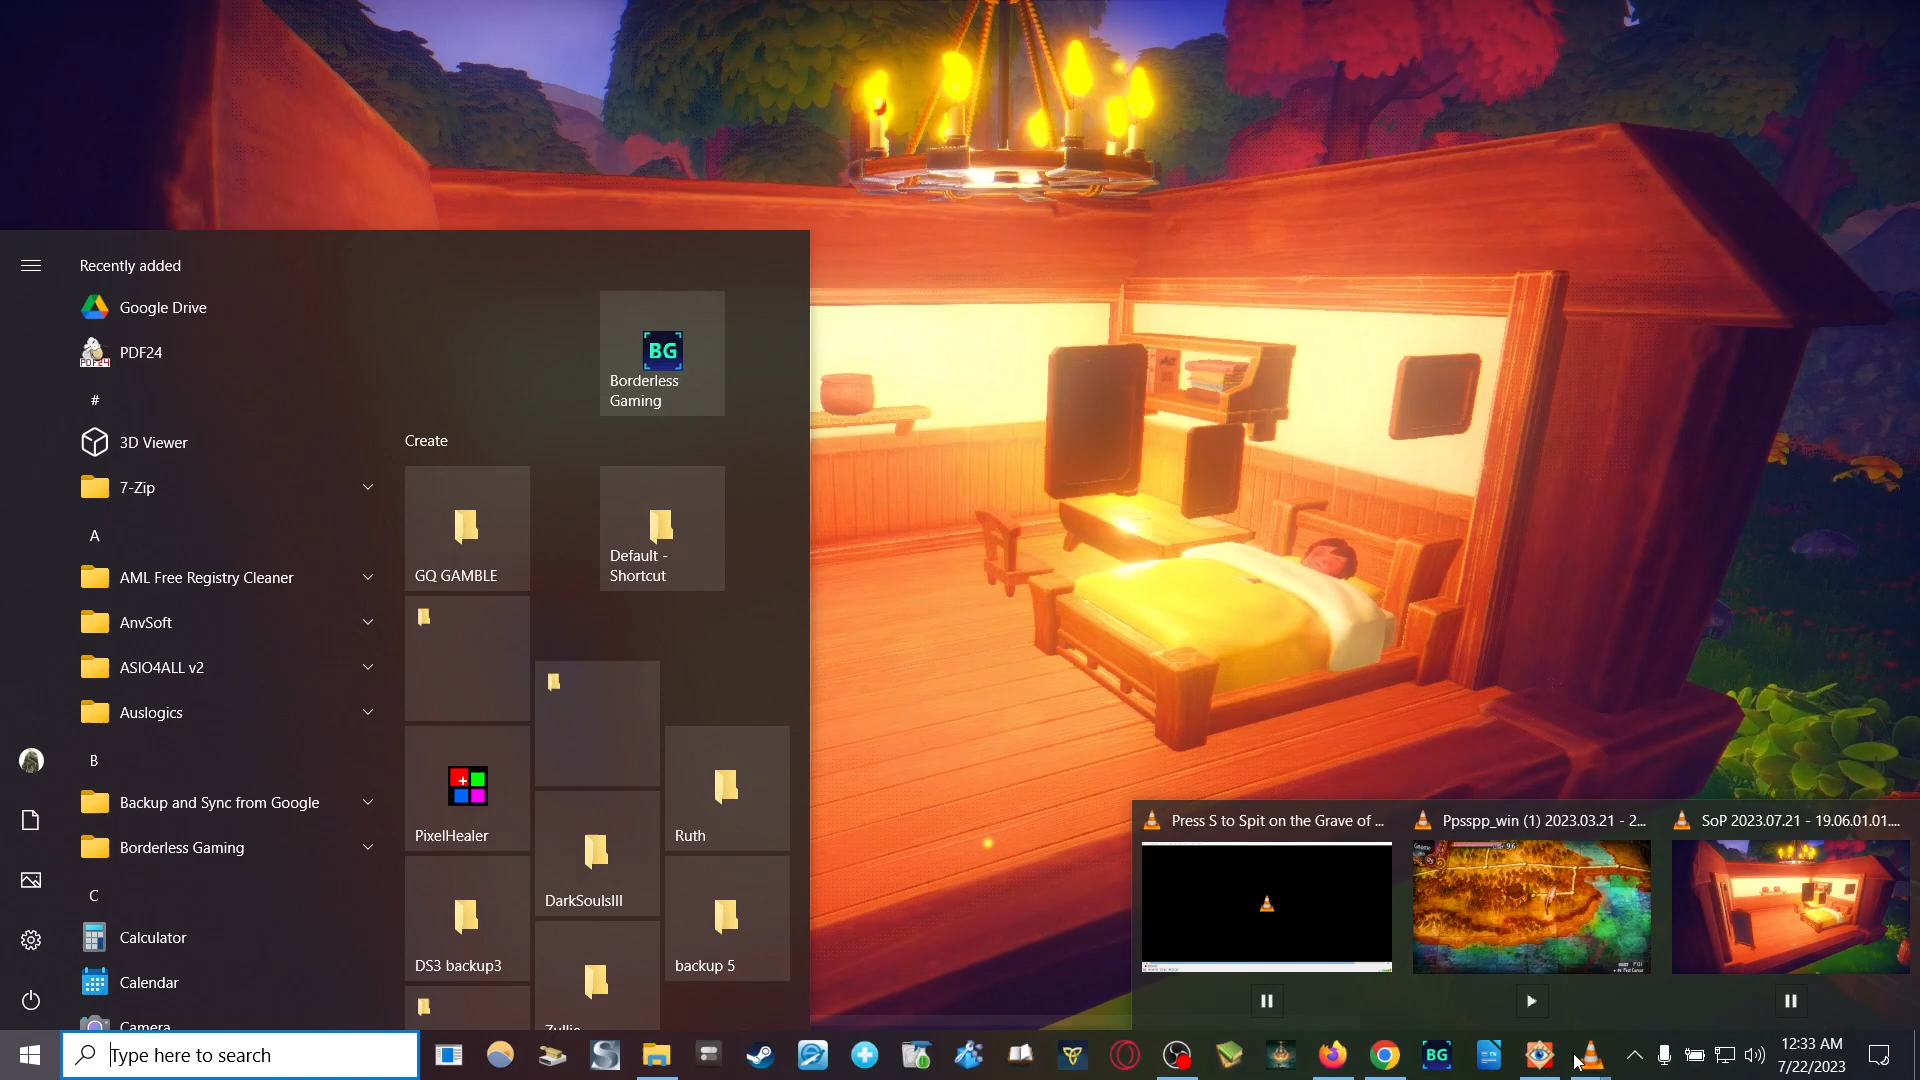 Recently added
Google Drive
PDF24
#
3D Viewer
7-Zip
A
AML Free Registry Cleaner
AnvSoft
ASIO4ALL v2
Auslogics
B
Backup and Sync from Google
Borderless Gaming
C
Calculator
Calendar
Camera
BG
Borderless
Gaming
Create
GQ GAMBLE
Default -
Shortcut
PixelHealer
Ruth
DarkSoulsIII
DS3 backup3
backup 5
Zullie
Press S to Spit on the Grave of ...
Ppsspp_win (1) 2023.03.21 - 2...
SoP 2023.07.21 - 19.06.01.01....
Type here to search
BG
12:33 AM
7/22/2023